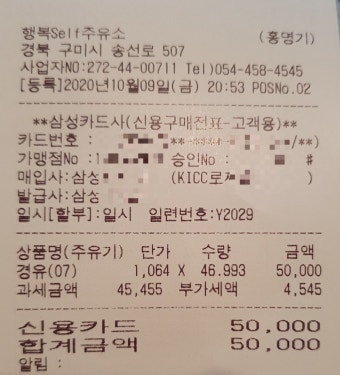 행복Self주유소 (홍명기)
경북 구미시 송선로 507
사업자NO:272-44-00711 Tel)054-458-4545
[등록]2020년10월09일(금) 20:53 POSNo.02
**삼성카드사(신용구매전표-고객용)**
카드번호 : **-**/**)
가맹점No :1 승인No : #
매입사:삼성 (KICC로
발급사:삼성
일시[할부]:일시 일련번호:Y2029
상품명(주유기) 단가 수량 금액
경유(07) 1,064 X 46.993 50,000
과세금액 45,455 부가세액 4,545
신용카드 50,000
합계금액 50,000
알림 :